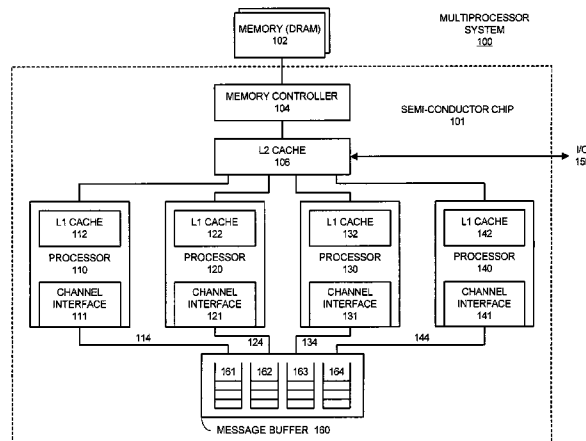 MULTIPROCESSOR
SYSTEM
100
MEMORY (DRAM)
102
MEMORY CONTROLLER
104
SEMI-CONDUCTOR CHIP
101
L2 CACHE
106
L1 CACHE
112
L1 CACHE
122
L1 CACHE
132
L1 CACHE
142
PROCESSOR
110
PROCESSOR
120
PROCESSOR
130
PROCESSOR
140
CHANNEL
INTERFACE
111
CHANNEL
INTERFACE
121
CHANNEL
INTERFACE
131
CHANNEL
INTERFACE
141
114
124
134
144
161
162
163
164
MESSAGE BUFFER 160